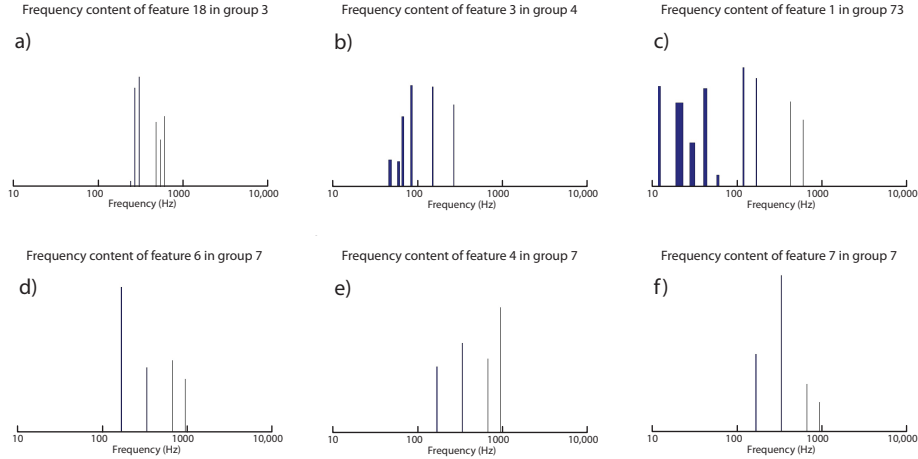 Frequency content of feature 18 in group 3
Frequency content of feature 3 in group 4
Frequency content of feature 1 in group 73
a)
b)
c)
10 100 1000 10,000
10 100 1000 10,000
10 100 1000 10,000
Frequency (Hz)
Frequency (Hz)
Frequency (Hz)
Frequency content of feature 6 in group 7
Frequency content of feature 4 in group 7
Frequency content of feature 7 in group 7
d)
e)
f)
10 100 1000 10,000
10 100 1000 10,000
10 100 1000 10,000
Frequency (Hz)
Frequency (Hz)
Frequency (Hz)